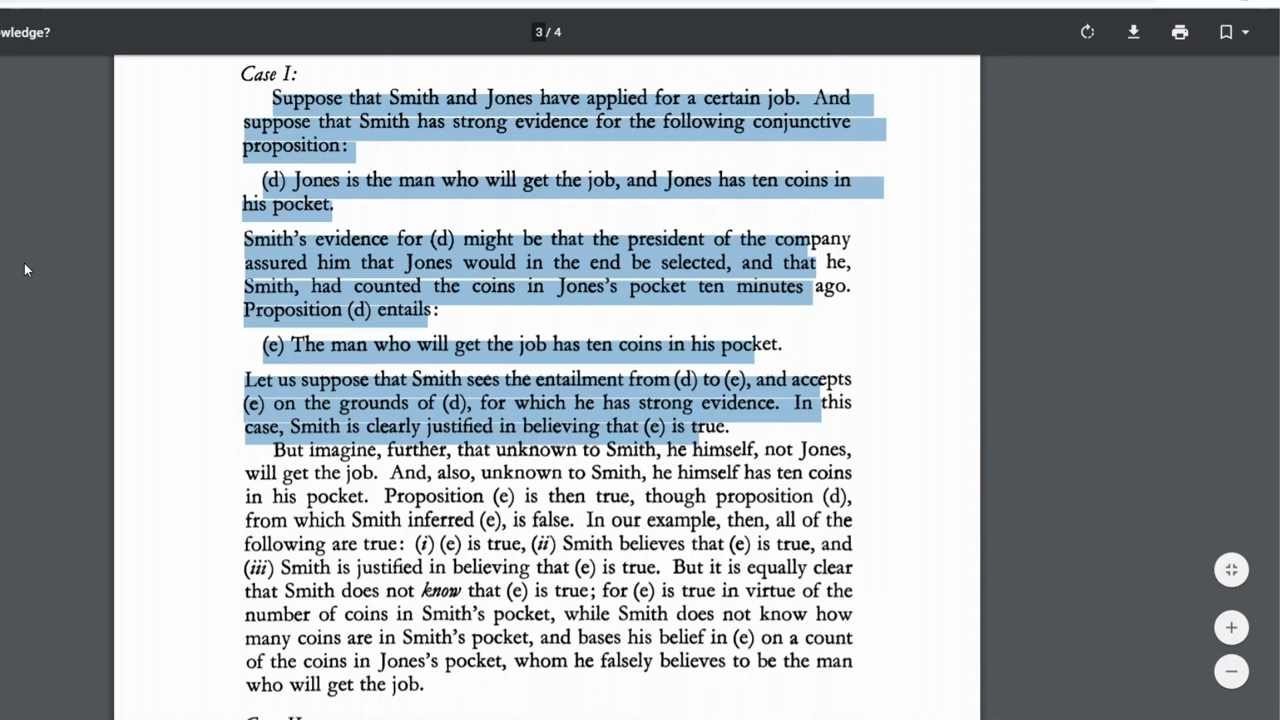 wledge?
3 / 4
Case I:
Suppose that Smith and Jones have applied for a certain job. And
suppose that Smith has strong evidence for the following conjunctive
proposition:
(d) Jones is the man who will get the job, and Jones has ten coins in
his pocket.
Smith's evidence for (d) might be that the president of the company
assured him that Jones would in the end be selected, and that he,
Smith, had counted the coins in Jones's pocket ten minutes ago.
Proposition (d) entails:
(e) The man who will get the job has ten coins in his pocket.
Let us suppose that Smith sees the entailment from (d) to (e), and accepts
(e) on the grounds of (d), for which he has strong evidence. In this
case, Smith is clearly justified in believing that (e) is true.
But imagine, further, that unknown to Smith, he himself, not Jones,
will get the job. And, also, unknown to Smith, he himself has ten coins
in his pocket. Proposition (e) is then true, though proposition (d),
from which Smith inferred (e), is false. In our example, then, all of the
following are true: (i) (e) is true, (ii) Smith believes that (e) is true, and
(iii) Smith is justified in believing that (e) is true. But it is equally clear
that Smith does not know that (e) is true; for (e) is true in virtue of the
number of coins in Smith's pocket, while Smith does not know how
many coins are in Smith's pocket, and bases his belief in (e) on a count
of the coins in Jones's pocket, whom he falsely believes to be the man
who will get the job.